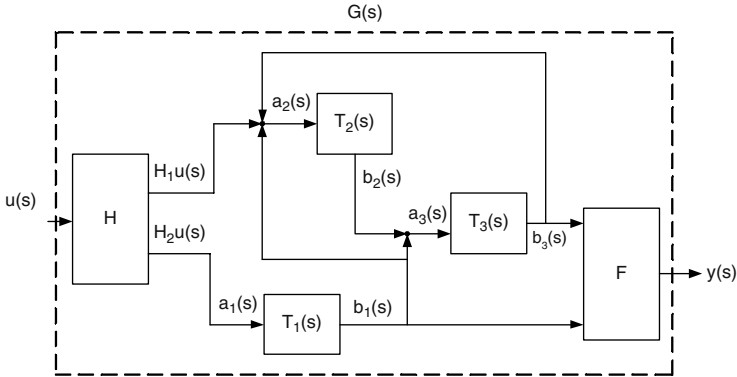 G(s)
a₂(s)
T₂(s)
H₁u(s)
b₂(s)
u(s)
H
a₃(s)
T₃(s)
H₂u(s)
b₃(s)
F
y(s)
a₁(s)
T₁(s)
b₁(s)